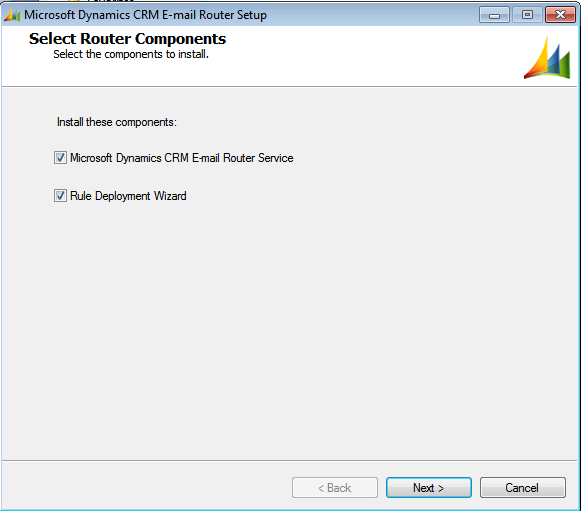 Microsoft Dynamics CRM E-mail Router Setup
Select Router Components
Select the components to install.
Install these components:
Microsoft Dynamics CRM E-mail Router Service
Rule Deployment Wizard
< Back
Next >
Cancel